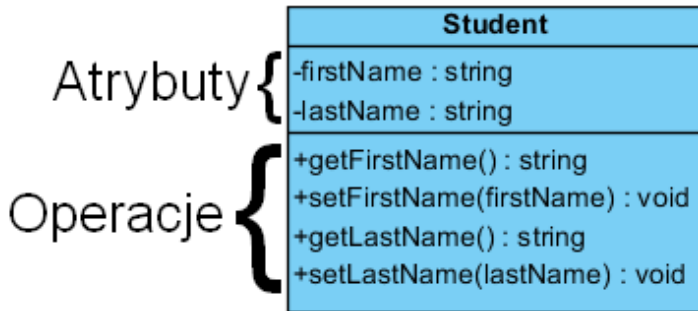 Student
Atrybuty
-firstName : string
-lastName : string
Operacje
+getFirstName() : string
+setFirstName(firstName) : void
+getLastName() : string
+setLastName(lastName) : void